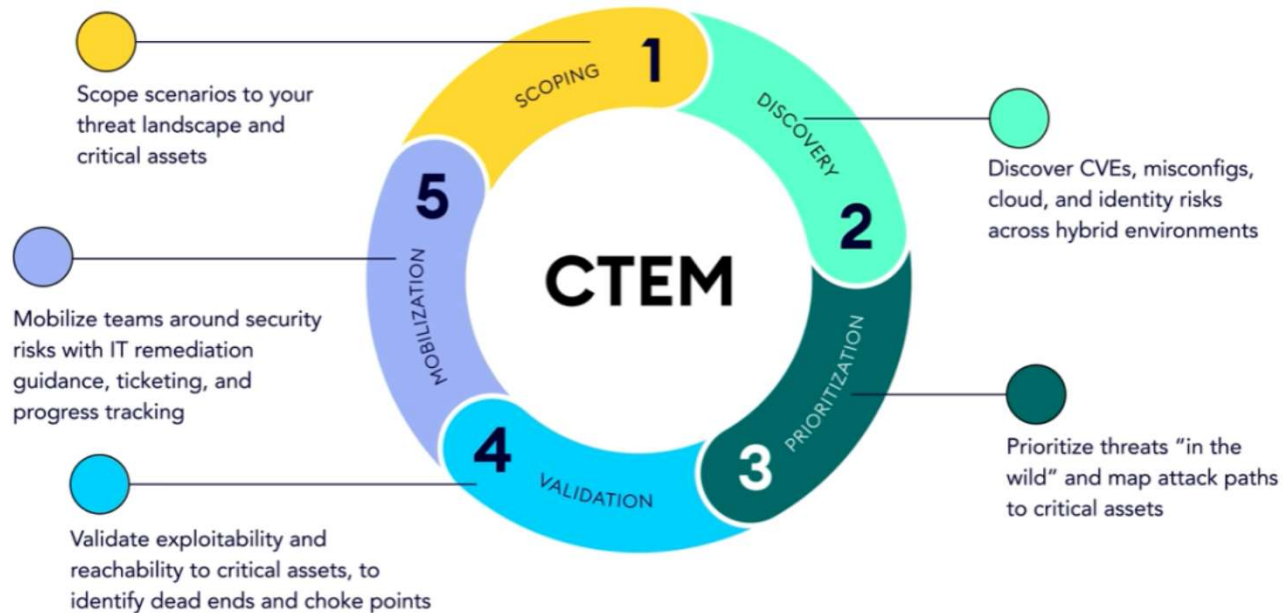 CTEM
1
SCOPING
Scope scenarios to your
threat landscape and
critical assets
2
DISCOVERY
Discover CVEs, misconfigs,
cloud, and identity risks
across hybrid environments
3
PRIORITIZATION
Prioritize threats “in the
wild” and map attack paths
to critical assets
4
VALIDATION
Validate exploitability and
reachability to critical assets, to
identify dead ends and choke points
5
MOBILIZATION
Mobilize teams around security
risks with IT remediation
guidance, ticketing, and
progress tracking